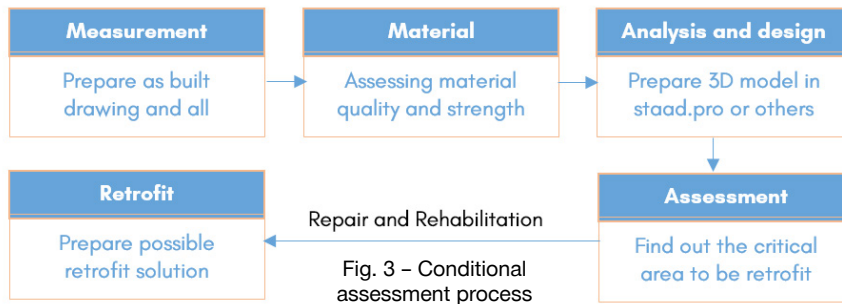 Measurement
Prepare as built
drawing and all
Material
Assessing material
quality and strength
Analysis and design
Prepare 3D model in
staad.pro or others
Retrofit
Prepare possible
retrofit solution
Repair and Rehabilitation
Assessment
Find out the critical
area to be retrofit
Fig. 3 – Conditional
assessment process